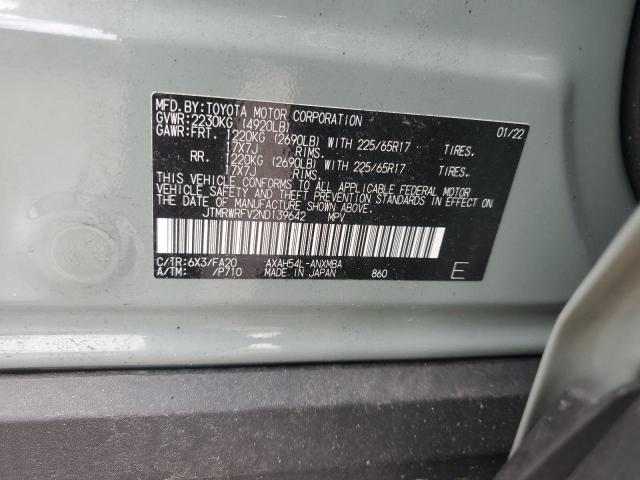 MFD. BY: TOYOTA MOTOR CORPORATION 01/22
GVWR: 2230KG (4920LB)
GAWR: FRT. 1220KG (2690LB) WITH 225/65R17 TIRES.
17X7J RIMS.
RR. 1220KG (2690LB) WITH 225/65R17 TIRES.
17X7J RIMS.
THIS VEHICLE CONFORMS TO ALL APPLICABLE FEDERAL MOTOR
VEHICLE SAFETY AND THEFT PREVENTION STANDARDS IN EFFECT ON
THE DATE OF MANUFACTURE SHOWN ABOVE.
JTMRWRFV2ND139642 MPV
C/TR: 6X3/FA20 AXAH54L-ANXMBA
A/TM: /P710 MADE IN JAPAN 860 E